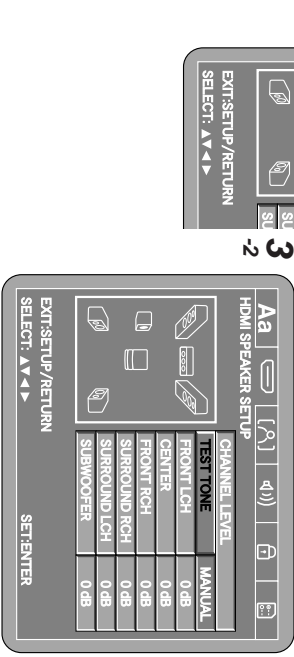 EXIT:SETUP/RETURN
SELECT: ▲▼◀▶
3
-2
Aa
HDMI SPEAKER SETUP
CHANNEL LEVEL
TEST TONE MANUAL
FRONT LCH 0 dB
CENTER 0 dB
FRONT RCH 0 dB
SURROUND RCH 0 dB
SURROUND LCH 0 dB
SUBWOOFER 0 dB
EXIT:SETUP/RETURN
SELECT: ▲▼◀▶ SET:ENTER